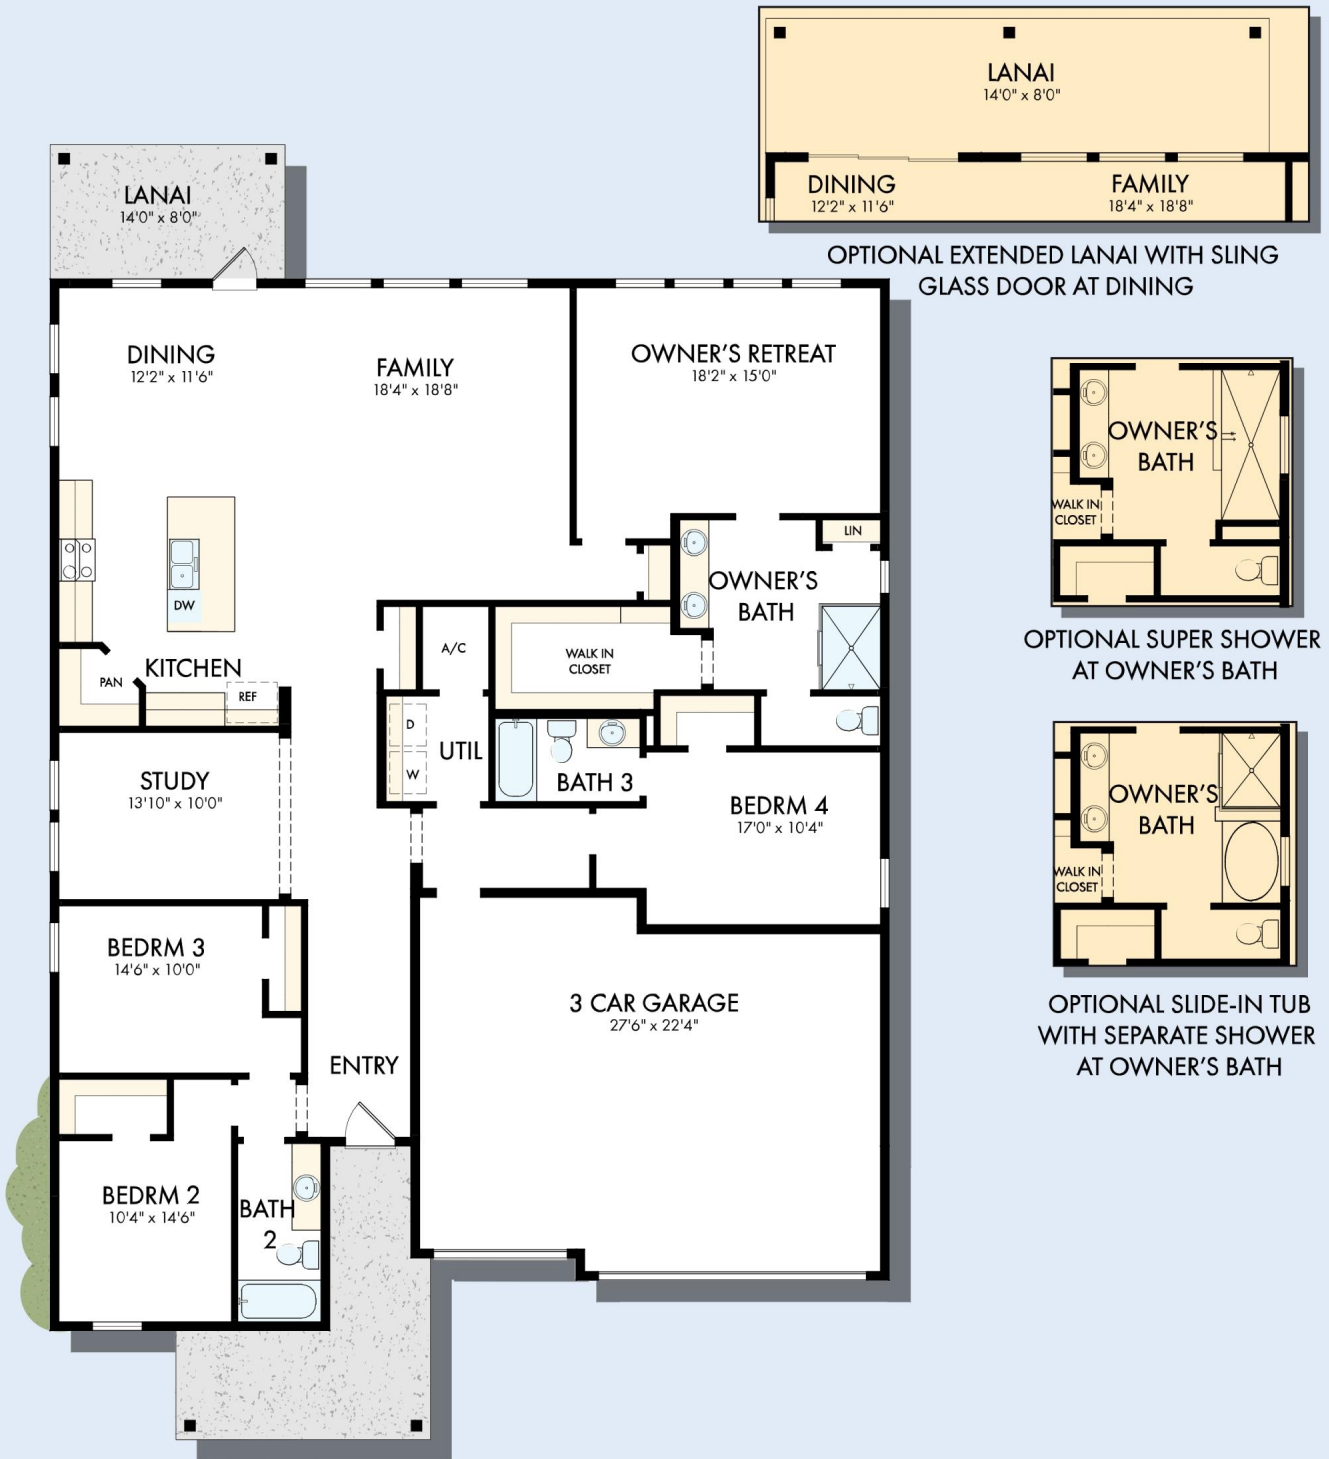 LANAI
14'0" x 8'0"
DINING
12'2" x 11'6"
FAMILY
18'4" x 18'8"
OPTIONAL EXTENDED LANAI WITH SLING
GLASS DOOR AT DINING
LANAI
14'0" x 8'0"
DINING
12'2" x 11'6"
FAMILY
18'4" x 18'8"
OWNER'S RETREAT
18'2" x 15'0"
LIN
OWNER'S
BATH
DW
KITCHEN
PAN
REF
A/C
WALK IN
CLOSET
D
W
UTIL
BATH 3
STUDY
13'10" x 10'0"
BEDRM 4
17'0" x 10'4"
BEDRM 3
14'6" x 10'0"
3 CAR GARAGE
27'6" x 22'4"
ENTRY
BEDRM 2
10'4" x 14'6"
BATH
2
OWNER'S
BATH
WALK IN
CLOSET
OPTIONAL SUPER SHOWER
AT OWNER'S BATH
OWNER'S
BATH
WALK IN
CLOSET
OPTIONAL SLIDE-IN TUB
WITH SEPARATE SHOWER
AT OWNER'S BATH